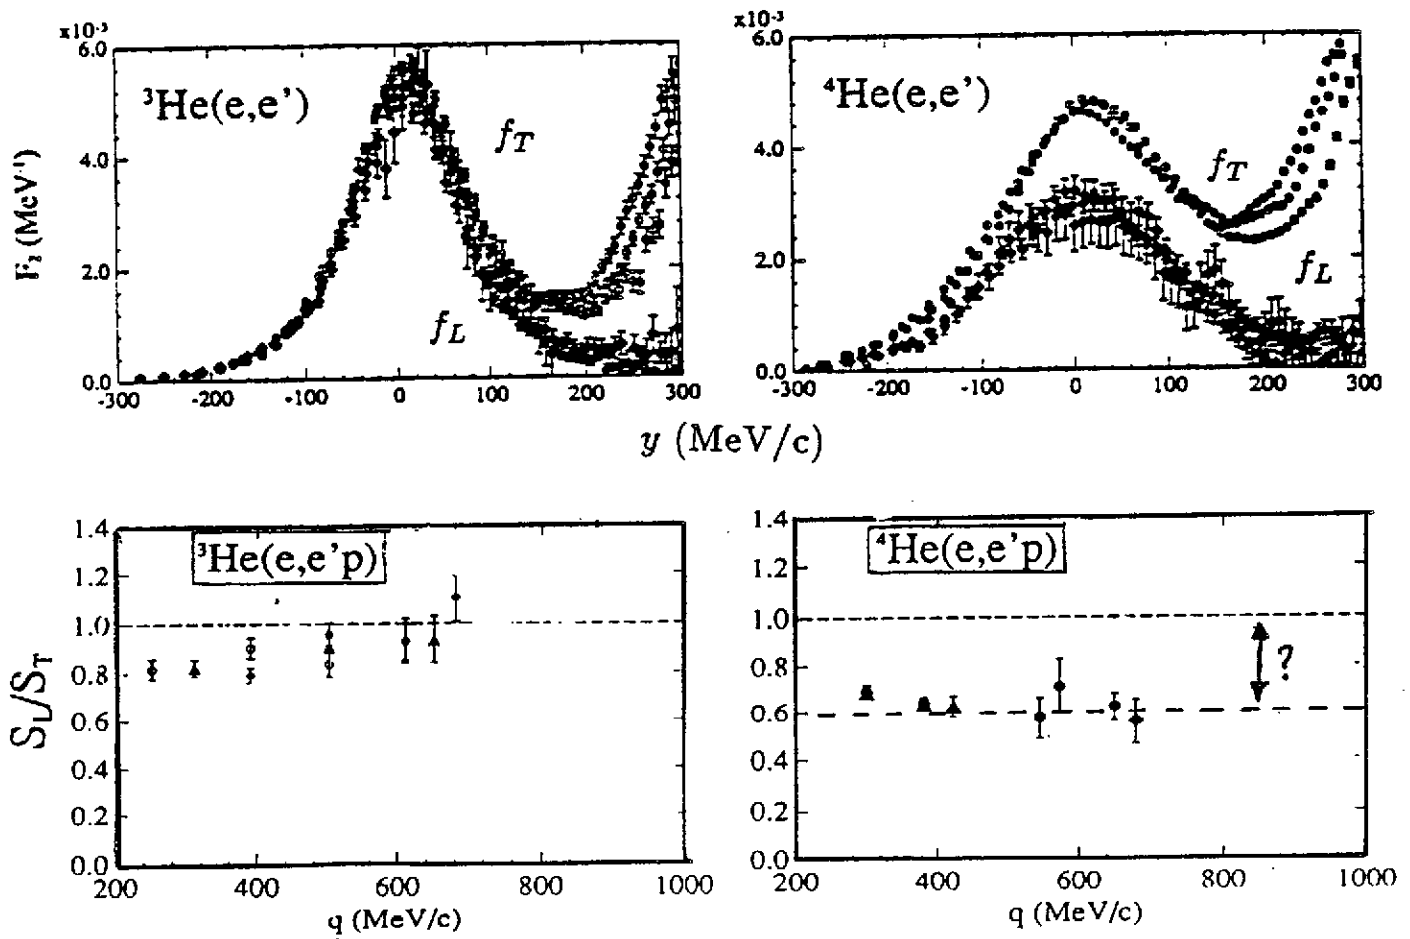 x10⁻³
6.0
³He(e,e')
f_T
4.0
F₂ (MeV⁻¹)
2.0
f_L
0.0
-300 -200 -100 0 100 200 300
x10⁻³
6.0
⁴He(e,e')
4.0
f_T
2.0
f_L
0.0
-300 -200 -100 0 100 200 300
y (MeV/c)
1.4
³He(e,e'p)
1.2
1.0
0.8
S_L/S_T
0.6
0.4
0.2
0.0
200 400 600 800 1000
q (MeV/c)
1.4
⁴He(e,e'p)
1.2
1.0
?
0.8
0.6
0.4
0.2
0.0
200 400 600 800 1000
q (MeV/c)